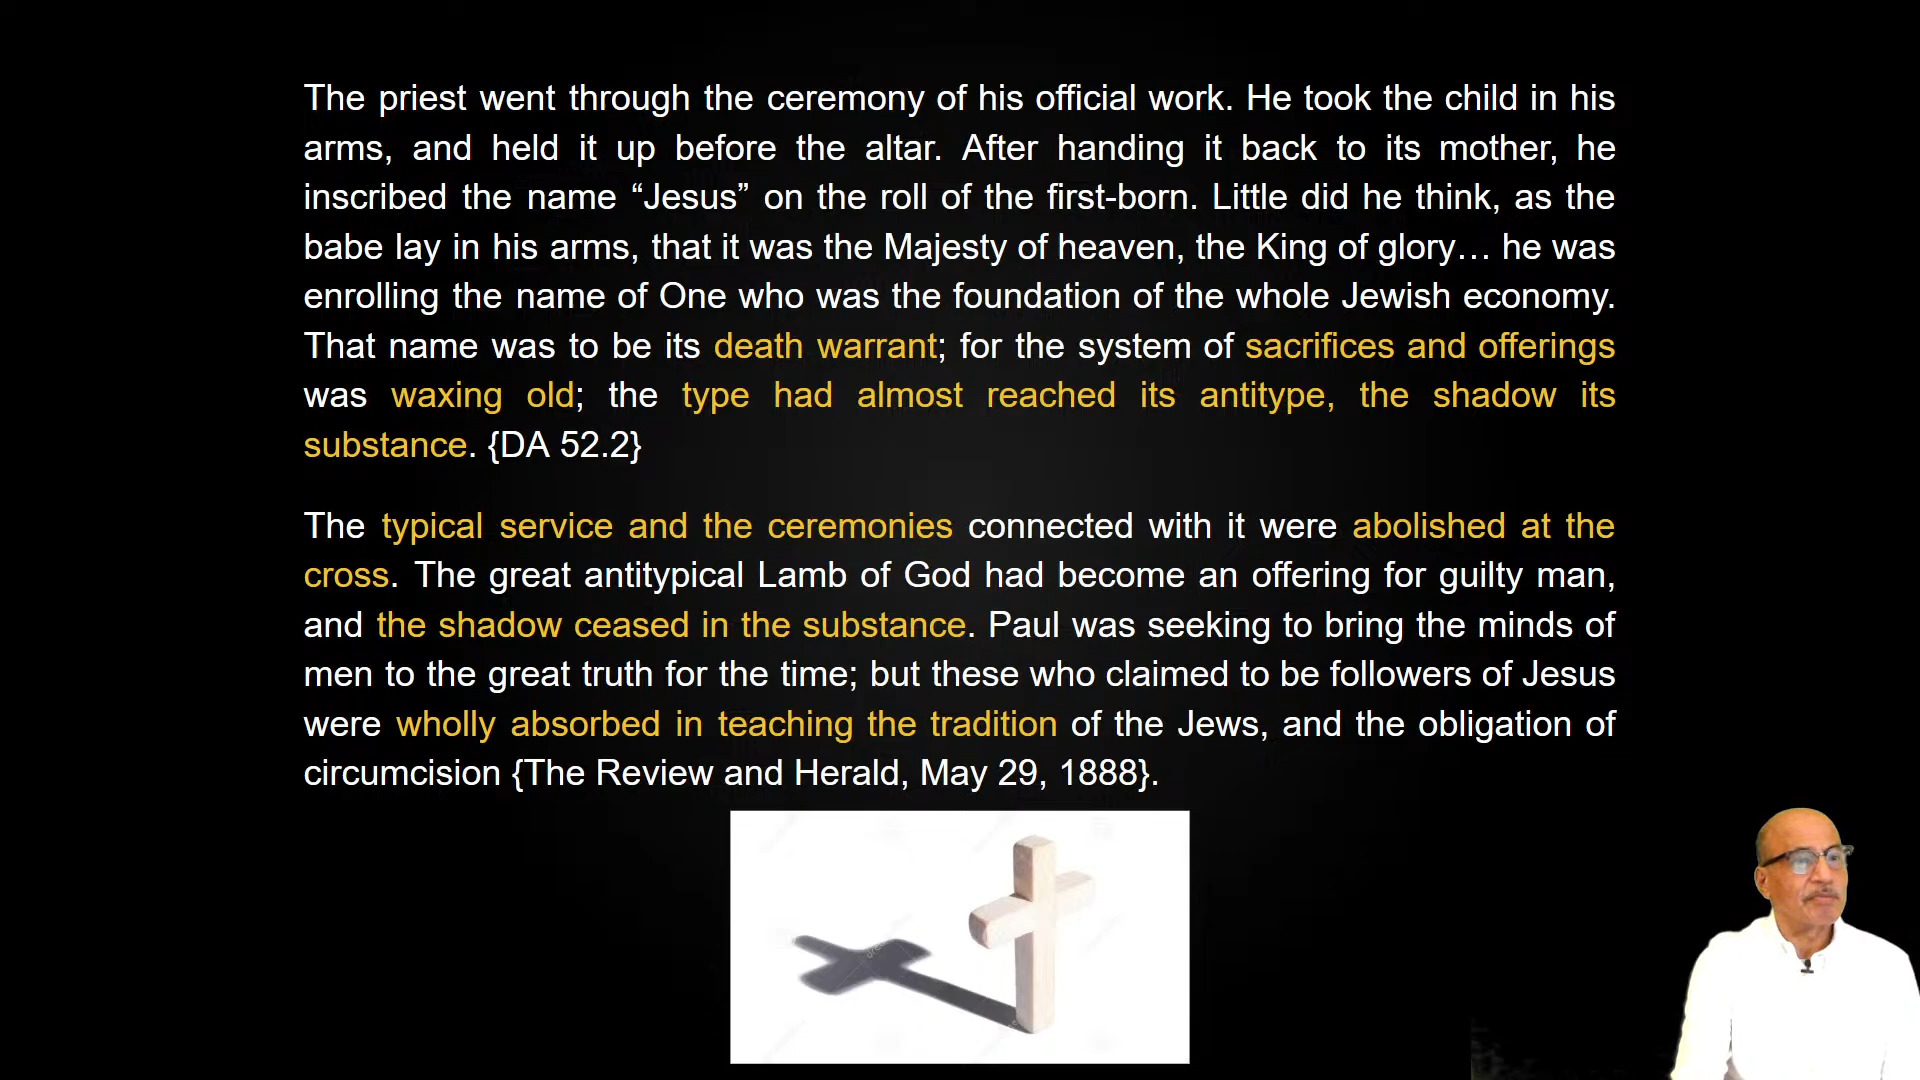 The priest went through the ceremony of his official work. He took the child in his
arms, and held it up before the altar. After handing it back to its mother, he
inscribed the name “Jesus” on the roll of the first-born. Little did he think, as the
babe lay in his arms, that it was the Majesty of heaven, the King of glory… he was
enrolling the name of One who was the foundation of the whole Jewish economy.
That name was to be its death warrant; for the system of sacrifices and offerings
was waxing old; the type had almost reached its antitype, the shadow its
substance. {DA 52.2}
The typical service and the ceremonies connected with it were abolished at the
cross. The great antitypical Lamb of God had become an offering for guilty man,
and the shadow ceased in the substance. Paul was seeking to bring the minds of
men to the great truth for the time; but these who claimed to be followers of Jesus
were wholly absorbed in teaching the tradition of the Jews, and the obligation of
circumcision {The Review and Herald, May 29, 1888}.